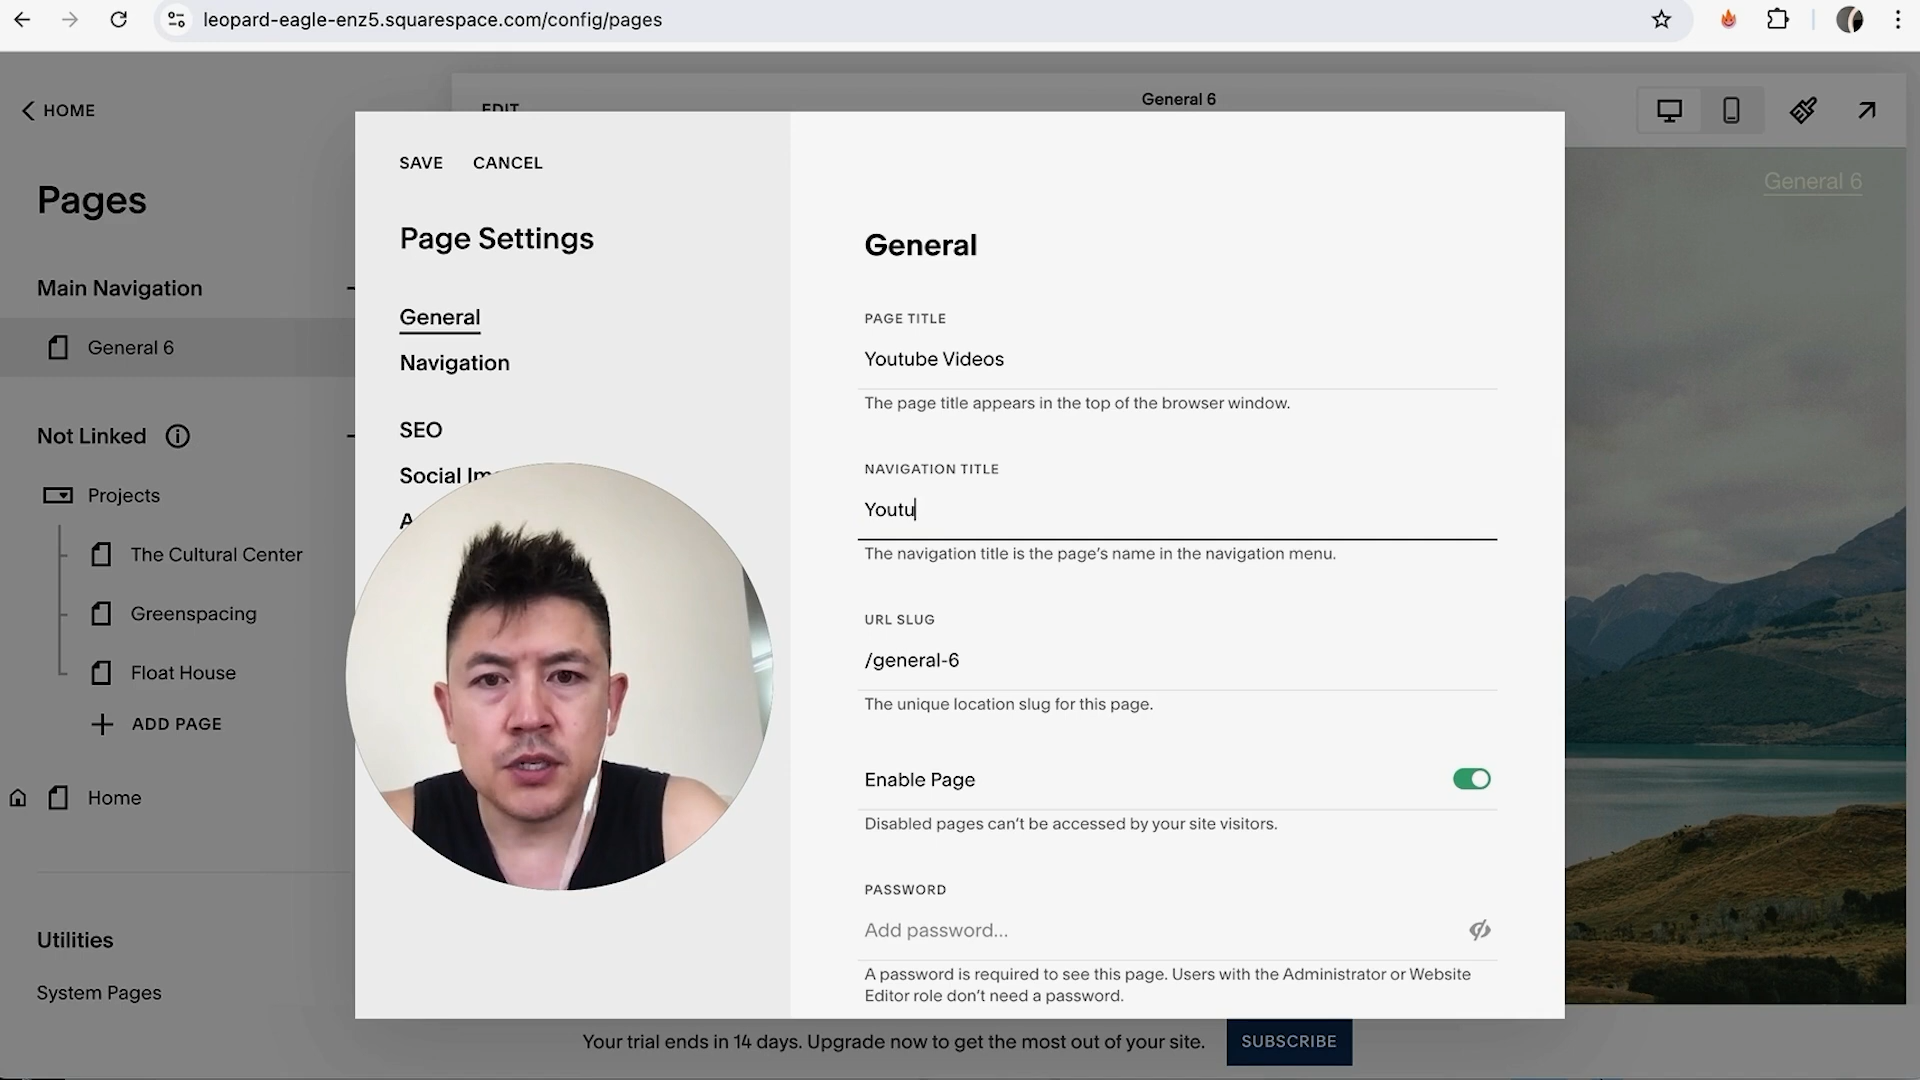 leopard-eagle-enz5.squarespace.com/config/pages
HOME
EDIT
General 6
Pages
Main Navigation
General 6
Not Linked
Projects
The Cultural Center
Greenspacing
Float House
ADD PAGE
Home
Utilities
System Pages
SAVE CANCEL
Page Settings
General
Navigation
SEO
Social Im
A
General
PAGE TITLE
Youtube Videos
The page title appears in the top of the browser window.
NAVIGATION TITLE
Youtu
The navigation title is the page's name in the navigation menu.
URL SLUG
/general-6
The unique location slug for this page.
Enable Page
Disabled pages can't be accessed by your site visitors.
PASSWORD
Add password...
A password is required to see this page. Users with the Administrator or Website
Editor role don't need a password.
General 6
Your trial ends in 14 days. Upgrade now to get the most out of your site.
SUBSCRIBE